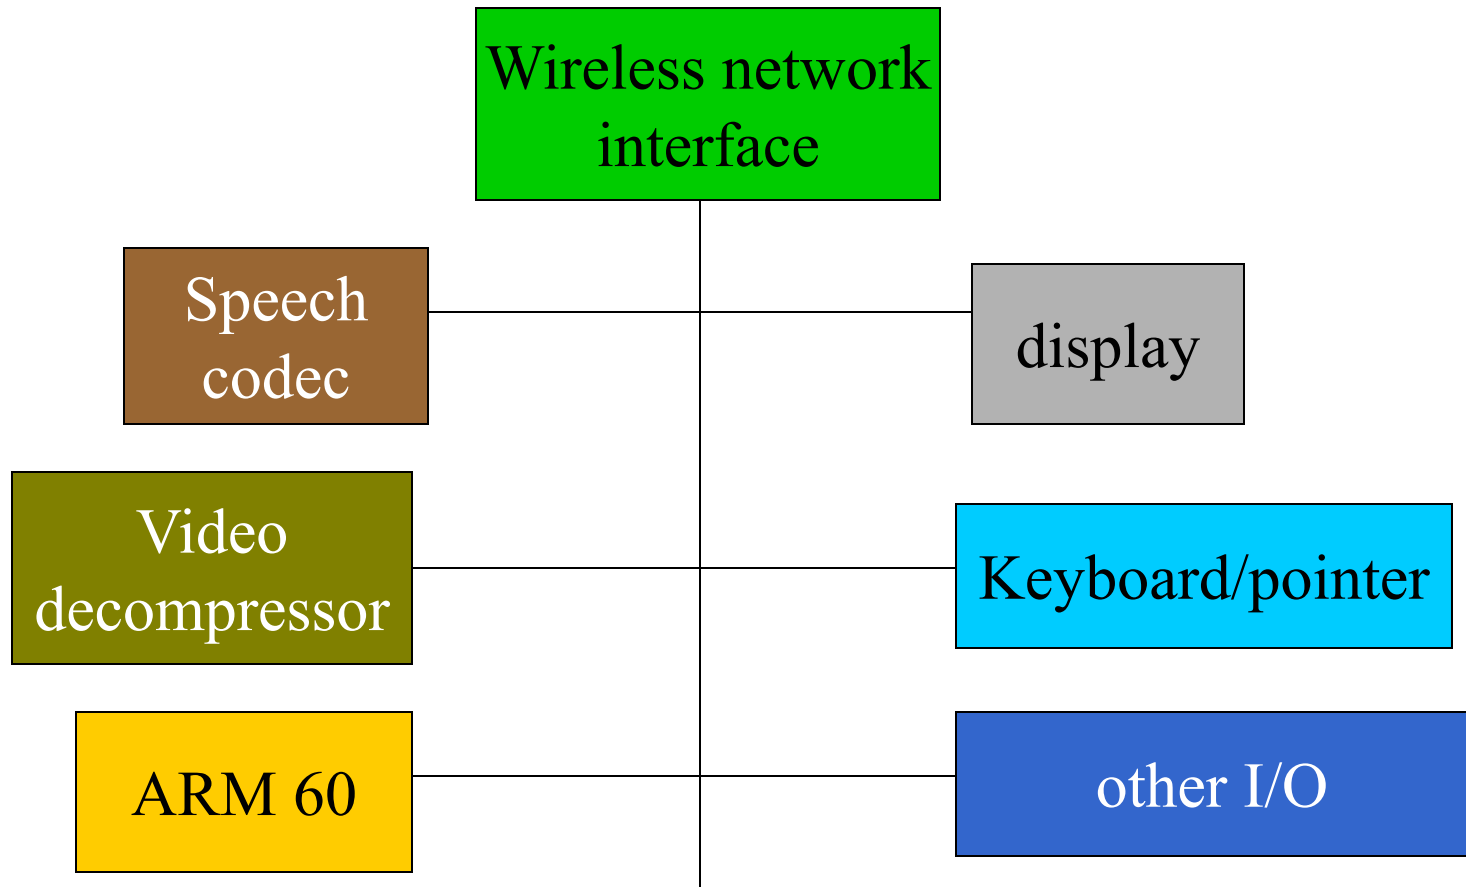 Wireless network
interface
Speech
codec
display
Video
decompressor
Keyboard/pointer
ARM 60
other I/O